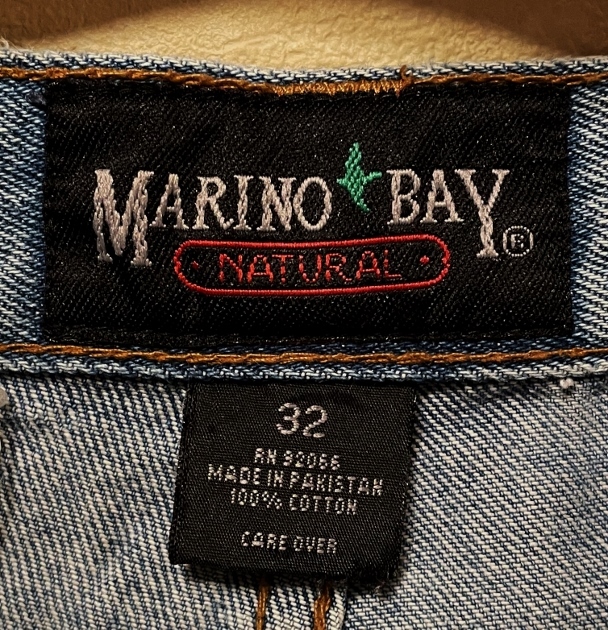 MARINO BAY®
· NATURAL ·
32
RN 92066
MADE IN PAKISTAN
100% COTTON
CARE OVER